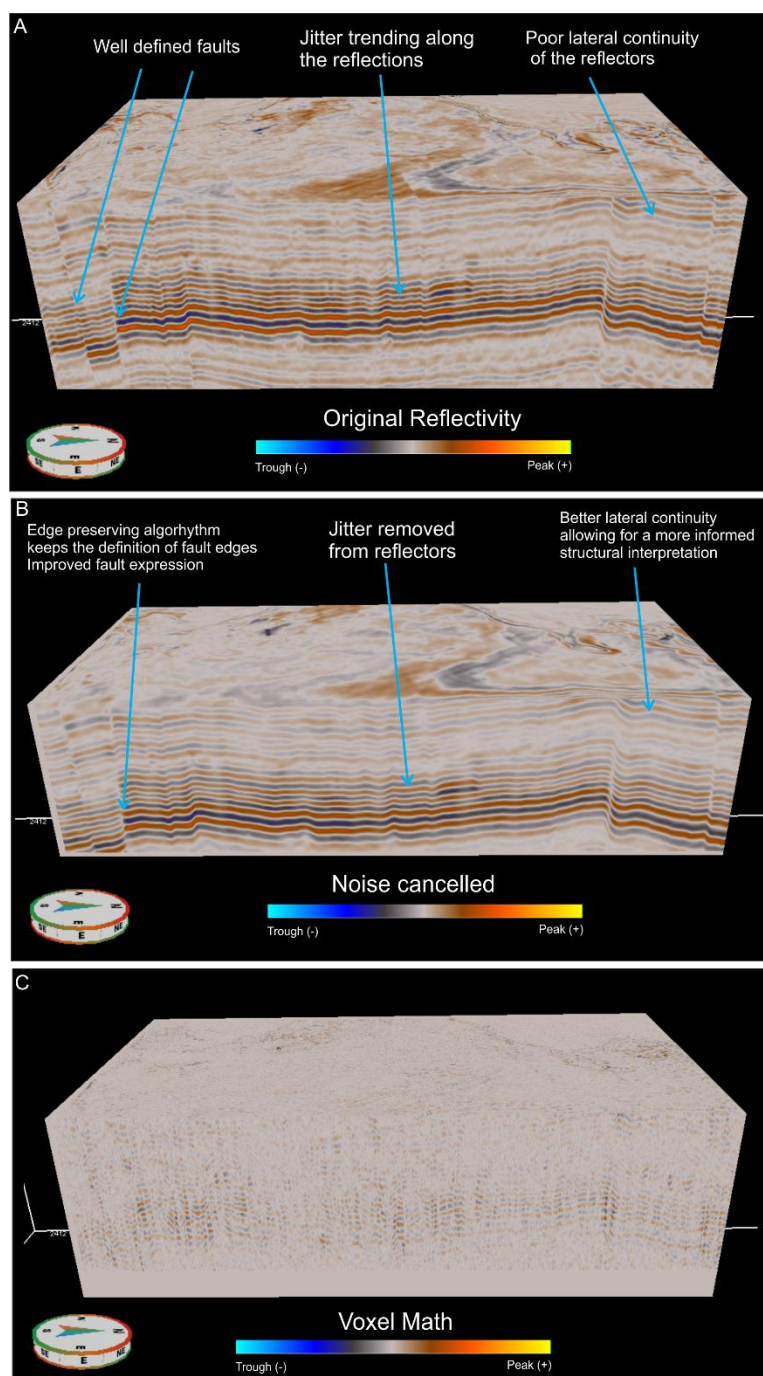 A
Well defined faults
Jitter trending along
the reflections
Poor lateral continuity
of the reflectors
2412
N
S
N
SE
E
NE
Original Reflectivity
Trough (-)
Peak (+)
B
Edge preserving algorhythm
keeps the definition of fault edges
Improved fault expression
Jitter removed
from reflectors
Better lateral continuity
allowing for a more informed
structural interpretation
2412
S
N
E
SE
E
NE
Noise cancelled
Trough (-)
Peak (+)
C
2412
S
N
E
SE
E
NE
Voxel Math
Trough (-)
Peak (+)